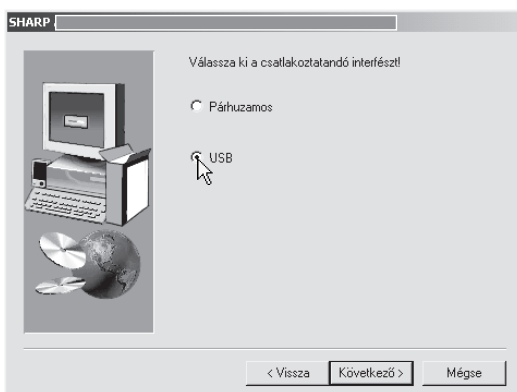 SHARP
Válassza ki a csatlakoztatandó interfészt!
Párhuzamos
USB
< Vissza
Következő >
Mégse